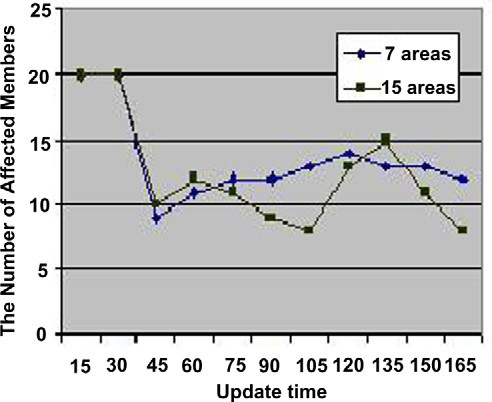 The Number of Affected Members
25
20
15
10
5
0
7 areas
15 areas
15 30 45 60 75 90 105 120 135 150 165
Update time